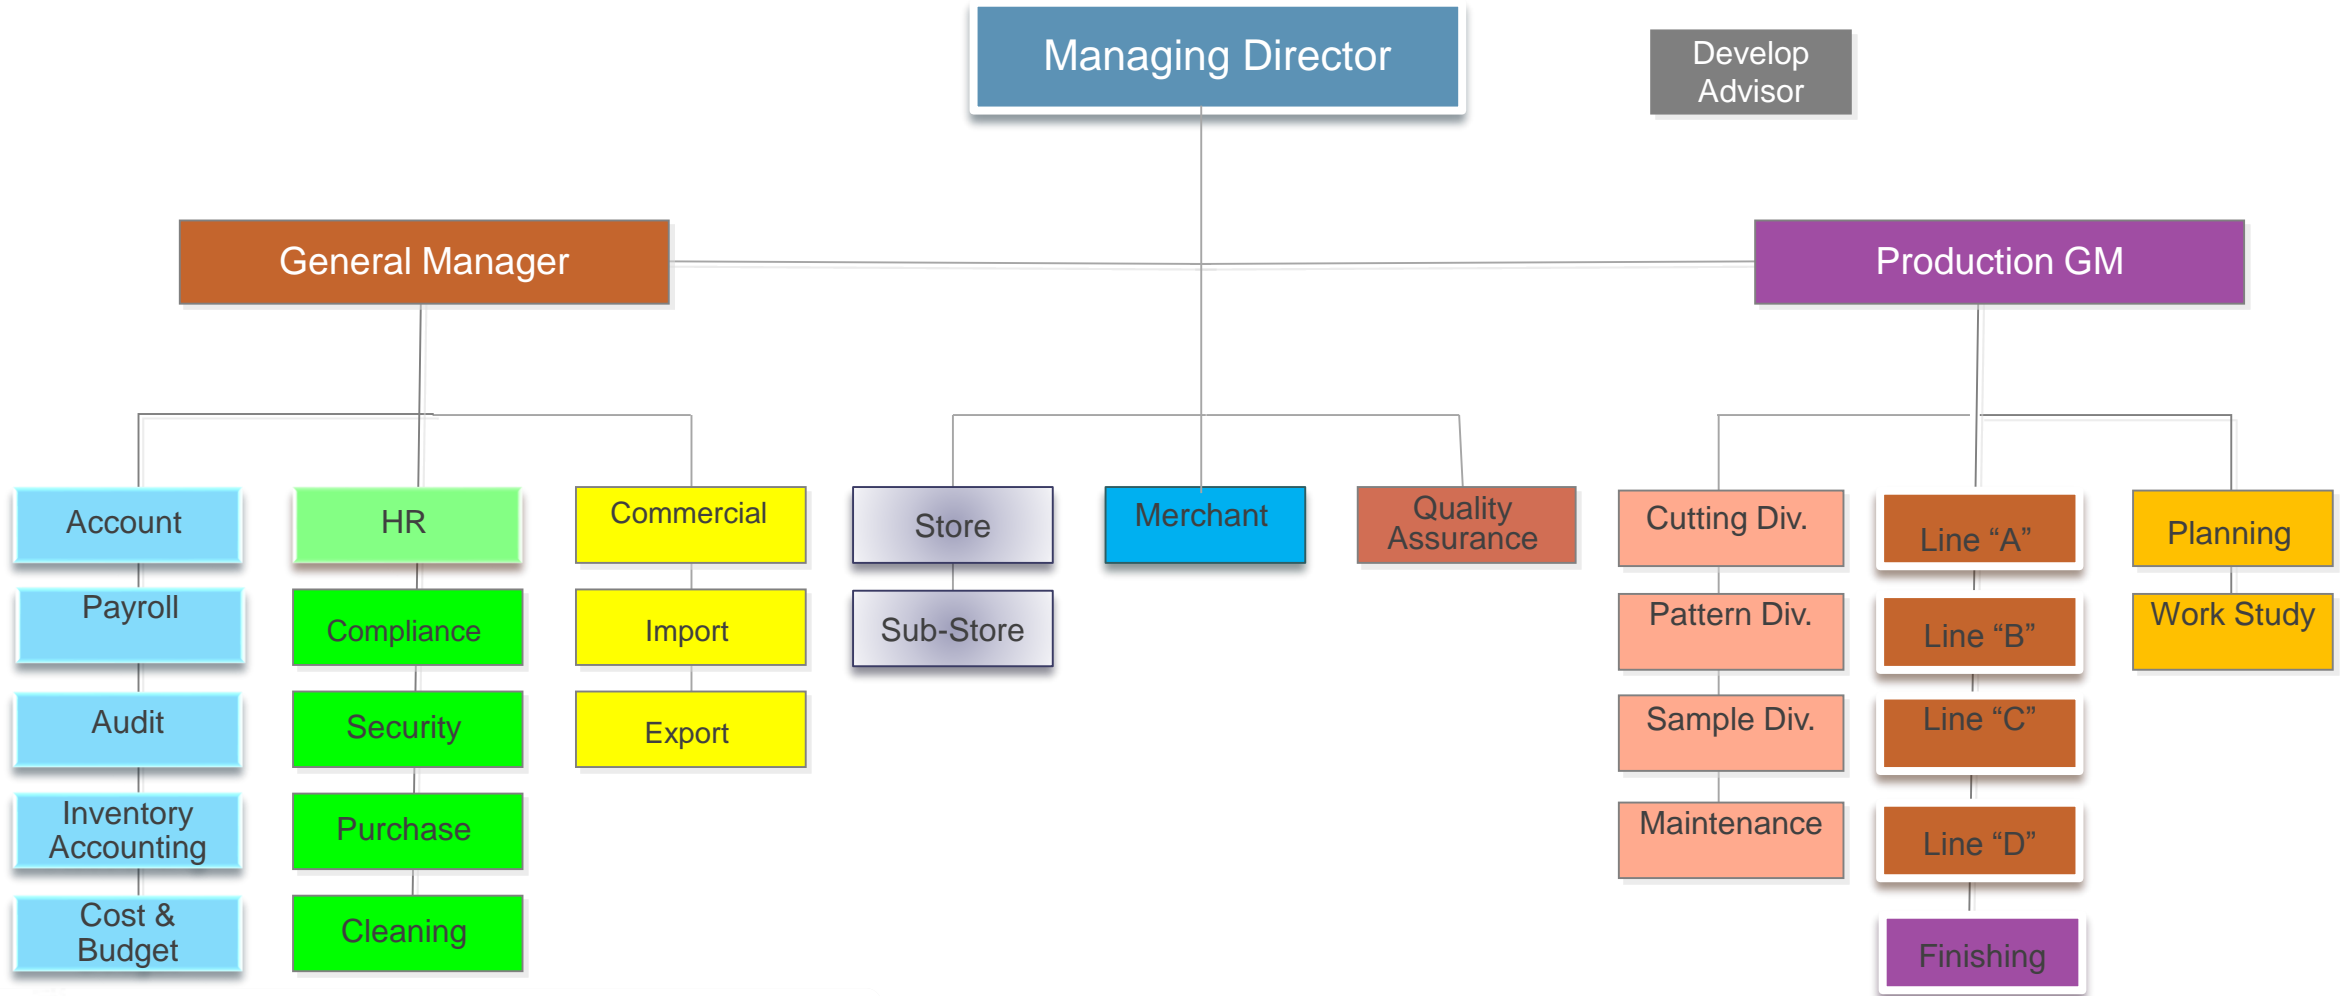 Managing Director
Develop
Advisor
General Manager
Production GM
Account
HR
Commercial
Store
Merchant
Quality
Assurance
Cutting Div.
Line “A”
Planning
Payroll
Compliance
Import
Sub-Store
Pattern Div.
Line “B”
Work Study
Audit
Security
Export
Sample Div.
Line “C”
Inventory
Accounting
Purchase
Maintenance
Line “D”
Cost &
Budget
Cleaning
Finishing